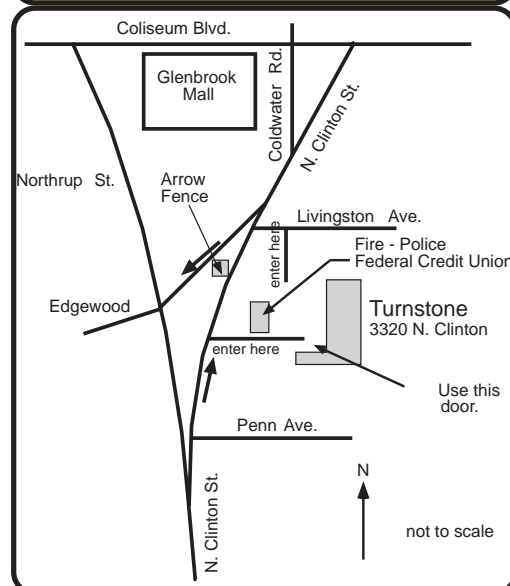 Coliseum Blvd.
Glenbrook
Mall
Coldwater Rd.
N. Clinton St.
Northrup St.
Arrow
Fence
Livingston Ave.
enter here
Fire - Police
Federal Credit Union
Edgewood
Turnstone
3320 N. Clinton
enter here
Use this
door.
Penn Ave.
N
N. Clinton St.
not to scale